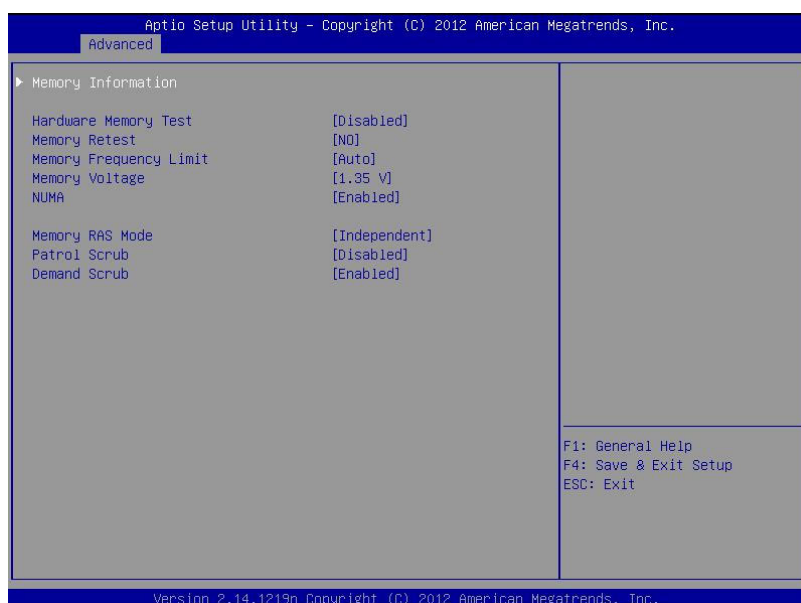 Aptio Setup Utility – Copyright (C) 2012 American Megatrends, Inc.
Advanced
Memory Information
Hardware Memory Test [Disabled]
Memory Retest [NO]
Memory Frequency Limit [Auto]
Memory Voltage [1.35 V]
NUMA [Enabled]
Memory RAS Mode [Independent]
Patrol Scrub [Disabled]
Demand Scrub [Enabled]
F1: General Help
F4: Save & Exit Setup
ESC: Exit
Version 2.14.1219n Copyright (C) 2012 American Megatrends, Inc.